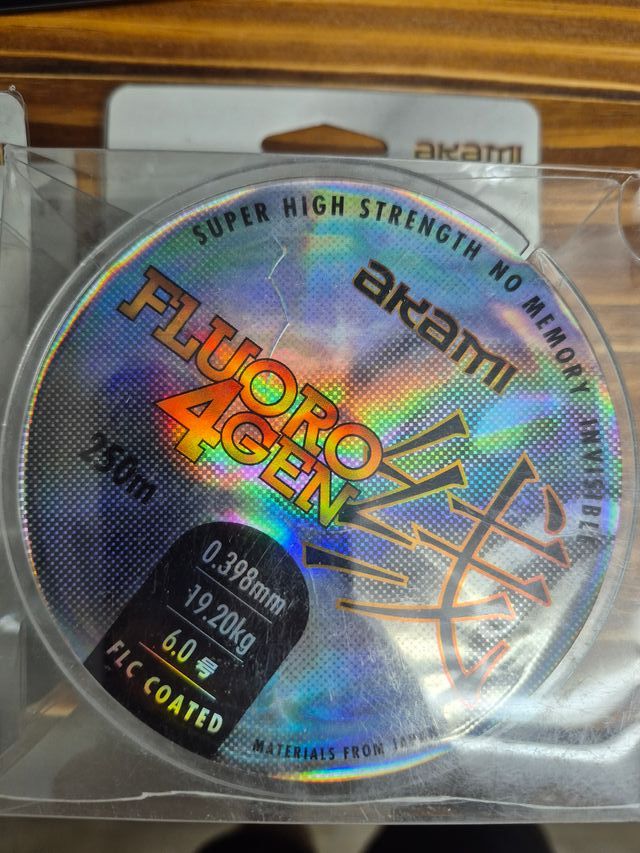 akami
SUPER HIGH STRENGTH NO MEMORY INVISIBLE
akami
FLUORO
4GEN
250m
0.398mm
19.20kg
6.0号
FLC COATED
MATERIALS FROM